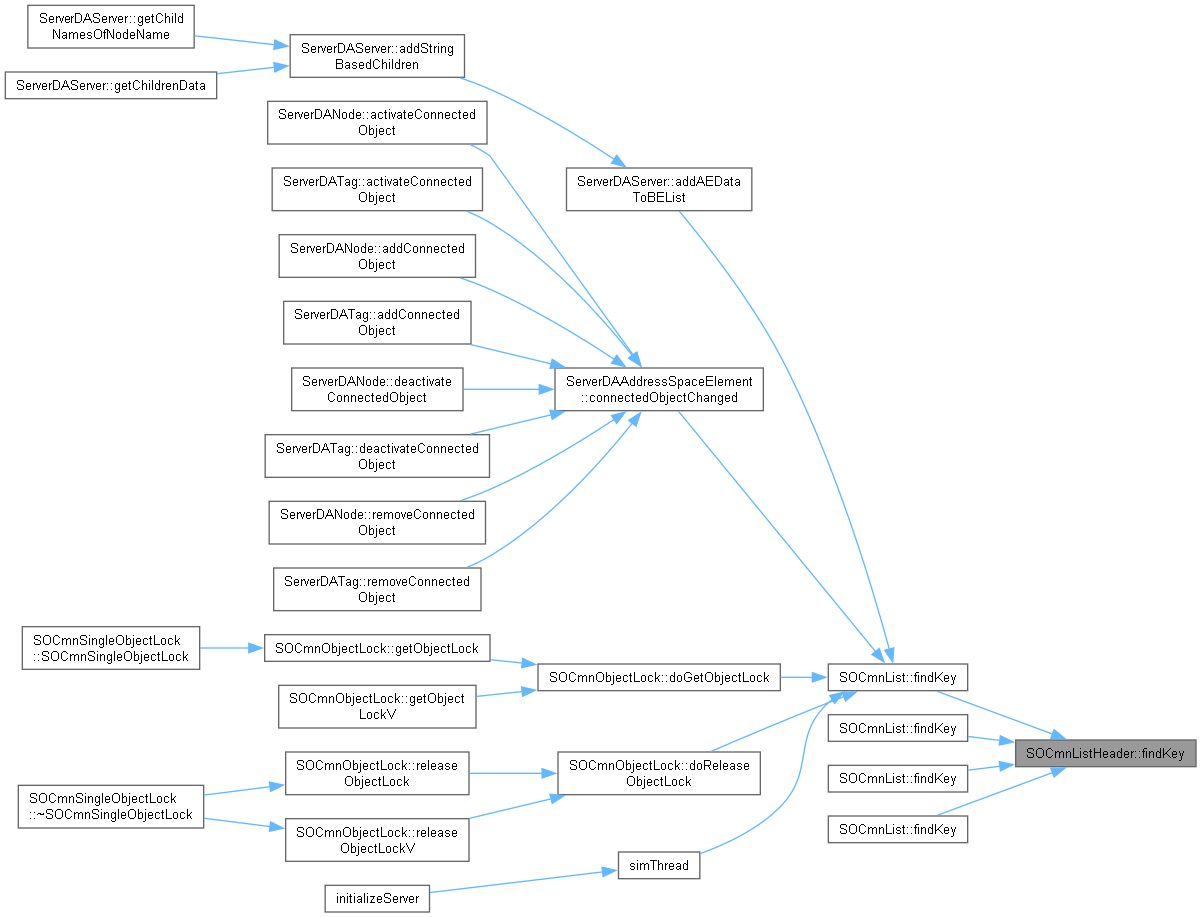 ServerDAServer::getChild
NamesOfNodeName
ServerDAServer::getChildrenData
ServerDAServer::addString
BasedChildren
ServerDANode::activateConnected
Object
ServerDATag::activateConnected
Object
ServerDANode::addConnected
Object
ServerDATag::addConnected
Object
ServerDANode::deactivate
ConnectedObject
ServerDATag::deactivateConnected
Object
ServerDANode::removeConnected
Object
ServerDATag::removeConnected
Object
ServerDAServer::addAEData
ToBEList
ServerDAAddressSpaceElement
::connectedObjectChanged
SOCmnSingleObjectLock
::SOCmnSingleObjectLock
SOCmnObjectLock::getObjectLock
SOCmnObjectLock::getObject
LockV
SOCmnObjectLock::doGetObjectLock
SOCmnSingleObjectLock
::~SOCmnSingleObjectLock
SOCmnObjectLock::release
ObjectLock
SOCmnObjectLock::release
ObjectLockV
SOCmnObjectLock::doRelease
ObjectLock
initializeServer
simThread
SOCmnList::findKey
SOCmnList::findKey
SOCmnList::findKey
SOCmnList::findKey
SOCmnListHeader::findKey